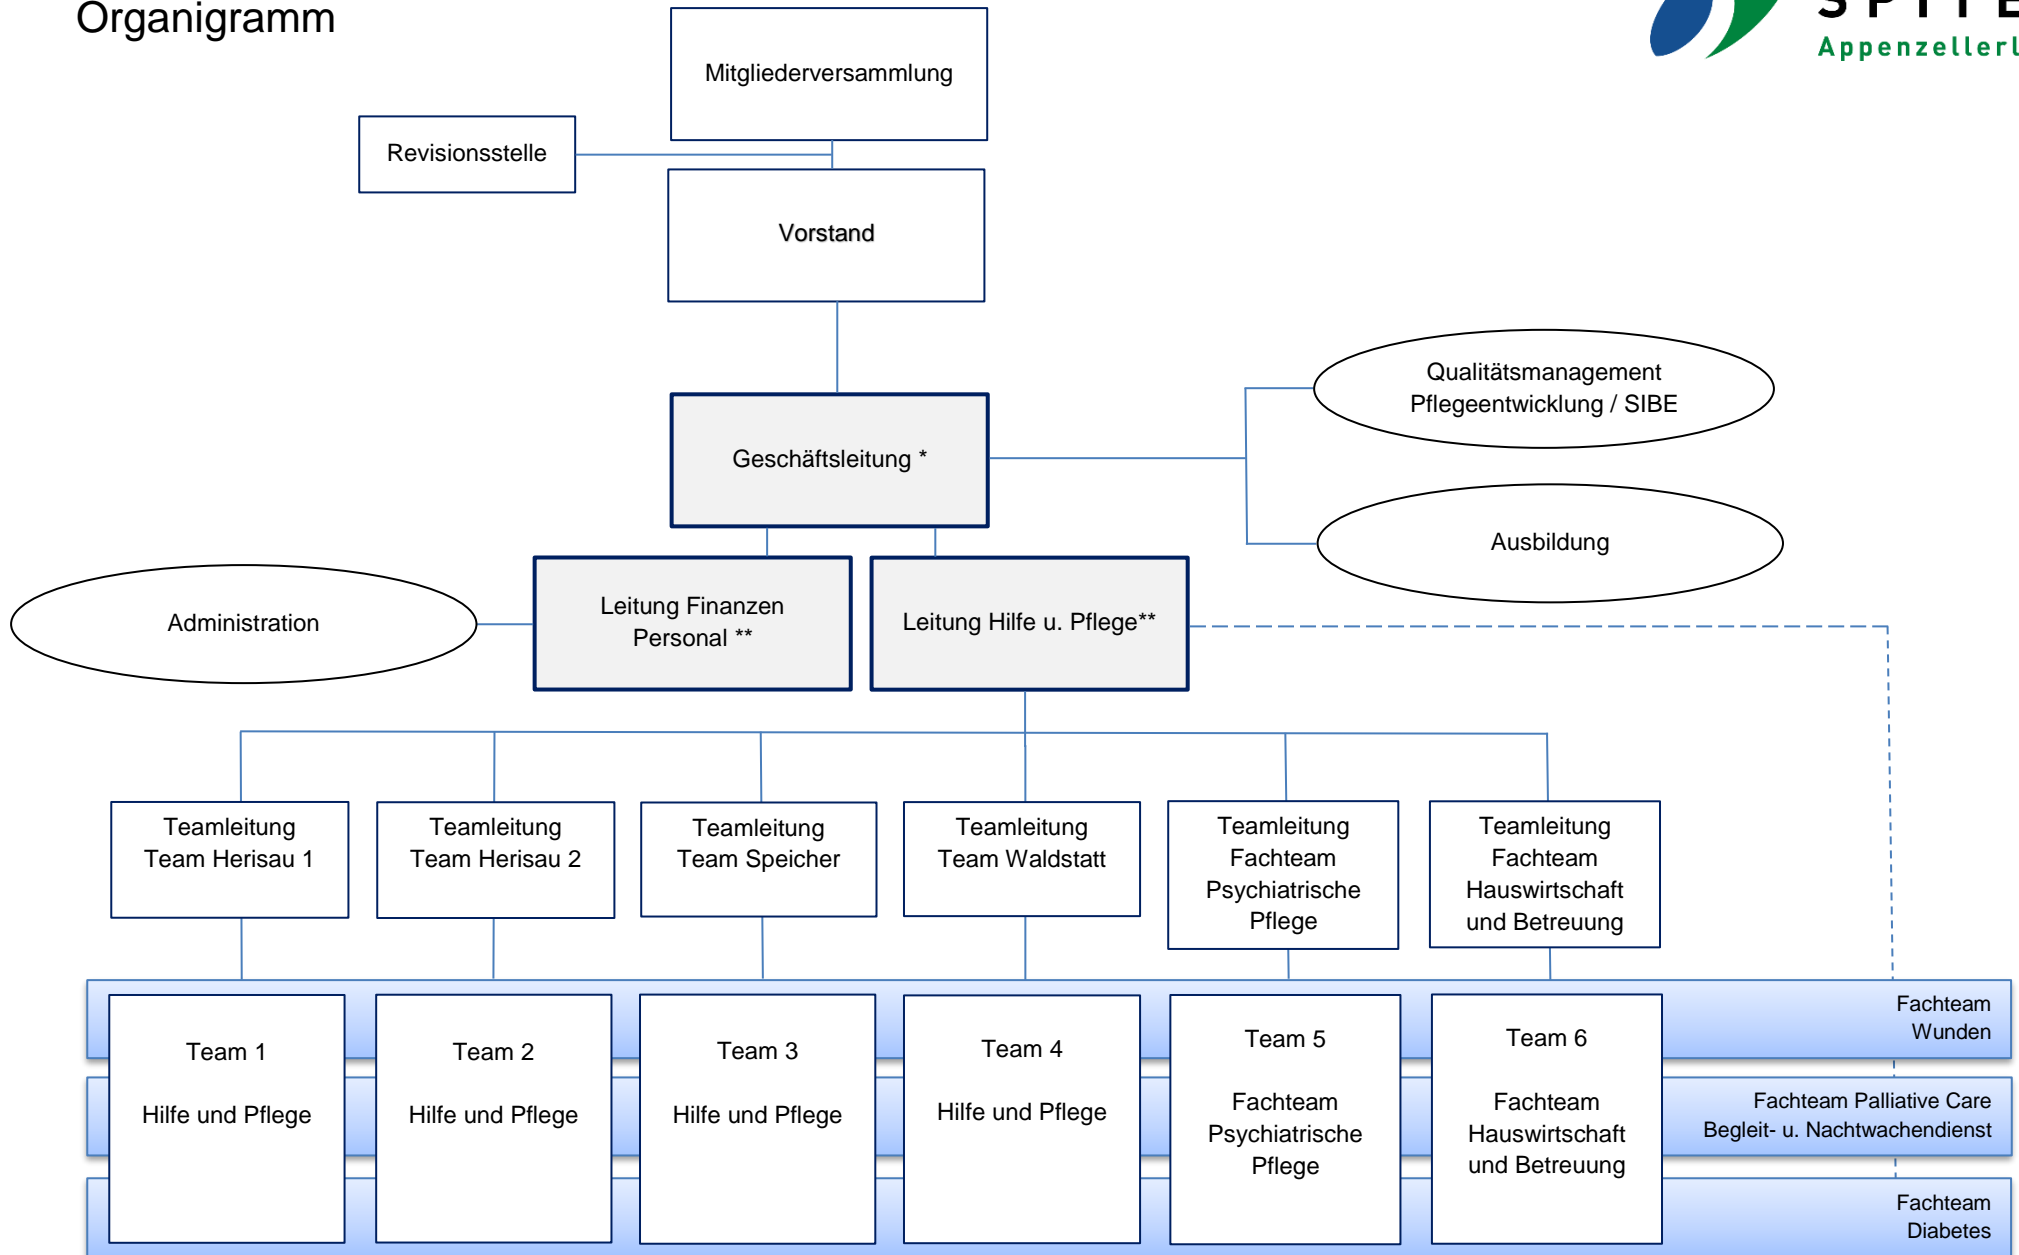 Organigramm
Appenzellerl
Mitgliederversammlung
Revisionsstelle
Vorstand
Qualitätsmanagement
Pflegeentwicklung / SIBE
Geschäftsleitung *
Ausbildung
Administration
Leitung Finanzen
Personal **
Leitung Hilfe u. Pflege**
Teamleitung
Team Herisau 1
Teamleitung
Team Herisau 2
Teamleitung
Team Speicher
Teamleitung
Team Waldstatt
Teamleitung
Fachteam
Psychiatrische
Pflege
Teamleitung
Fachteam
Hauswirtschaft
und Betreuung
Team 1
Hilfe und Pflege
Team 2
Hilfe und Pflege
Team 3
Hilfe und Pflege
Team 4
Hilfe und Pflege
Team 5
Fachteam
Psychiatrische
Pflege
Team 6
Fachteam
Hauswirtschaft
und Betreuung
Fachteam
Wunden
Fachteam Palliative Care
Begleit- u. Nachtwachendienst
Fachteam
Diabetes